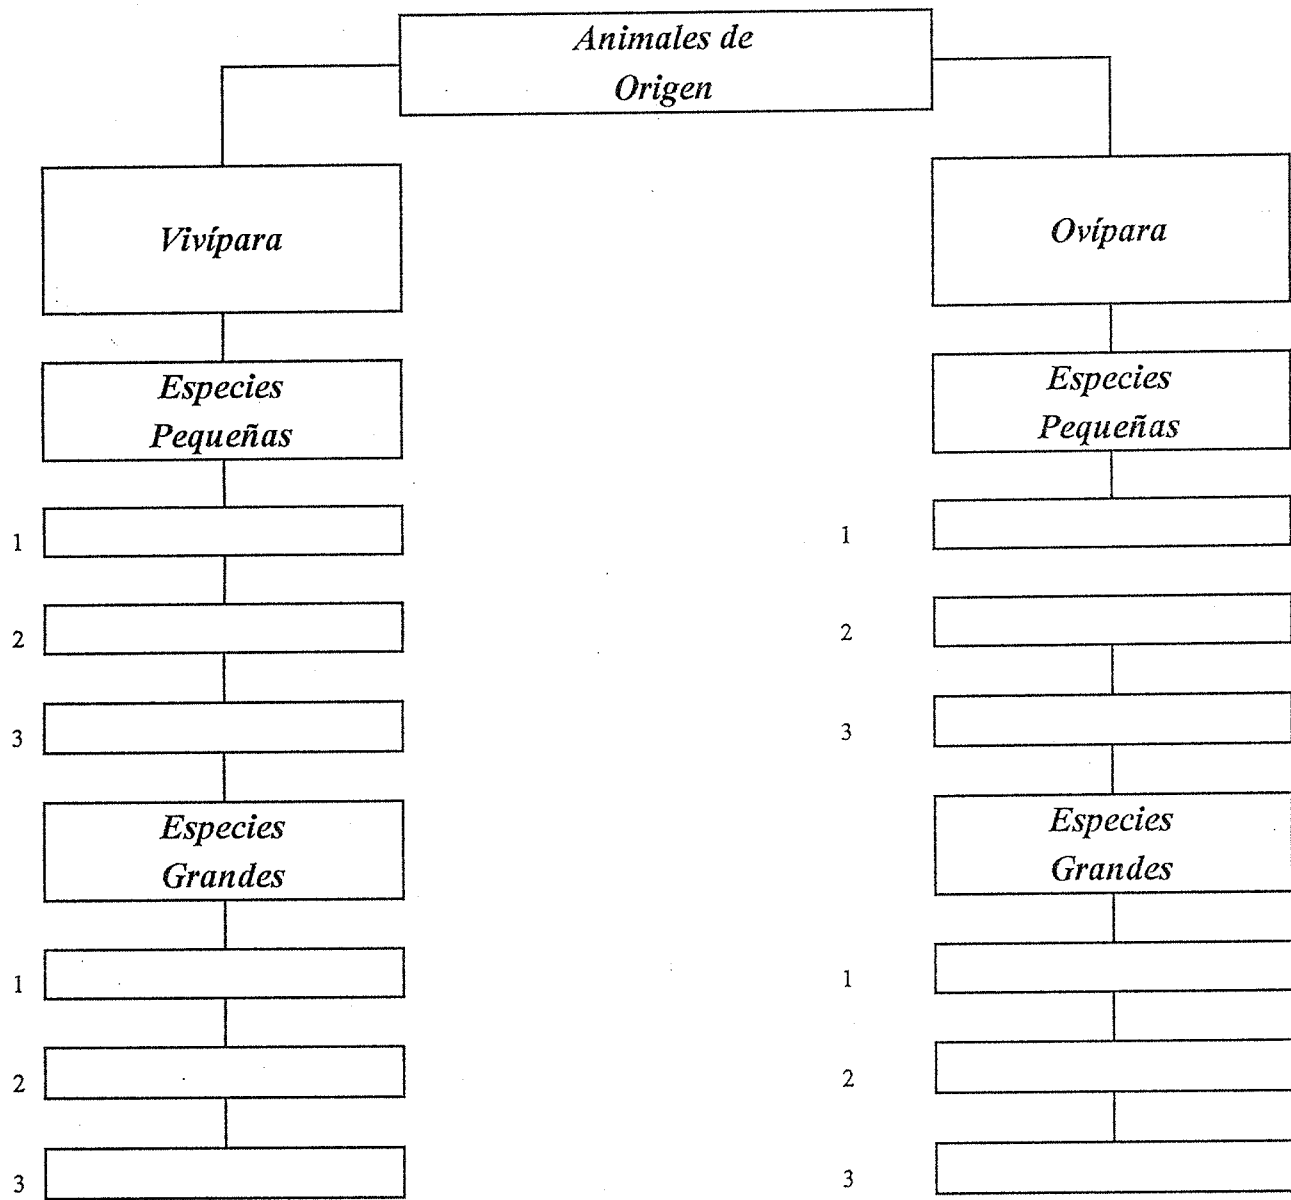 Animales de
Origen
Vivípara
Especies
Pequeñas
1
2
3
Especies
Grandes
1
2
3
Ovípara
Especies
Pequeñas
1
2
3
Especies
Grandes
1
2
3